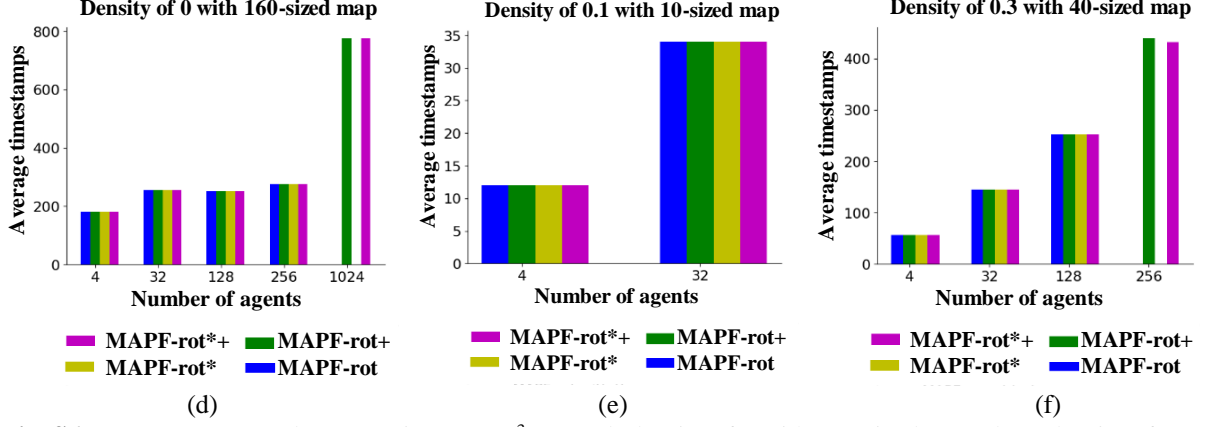 Density of 0 with 160-sized map
Average timestamps
800
600
400
200
0
4 32 128 256 1024
Number of agents
MAPF-rot*+ MAPF-rot+
MAPF-rot* MAPF-rot
(d)
Density of 0.1 with 10-sized map
Average timestamps
35
30
25
20
15
10
5
0
4 32
Number of agents
MAPF-rot*+ MAPF-rot+
MAPF-rot* MAPF-rot
(e)
Density of 0.3 with 40-sized map
Average timestamps
400
300
200
100
0
4 32 128 256
Number of agents
MAPF-rot*+ MAPF-rot+
MAPF-rot* MAPF-rot
(f)